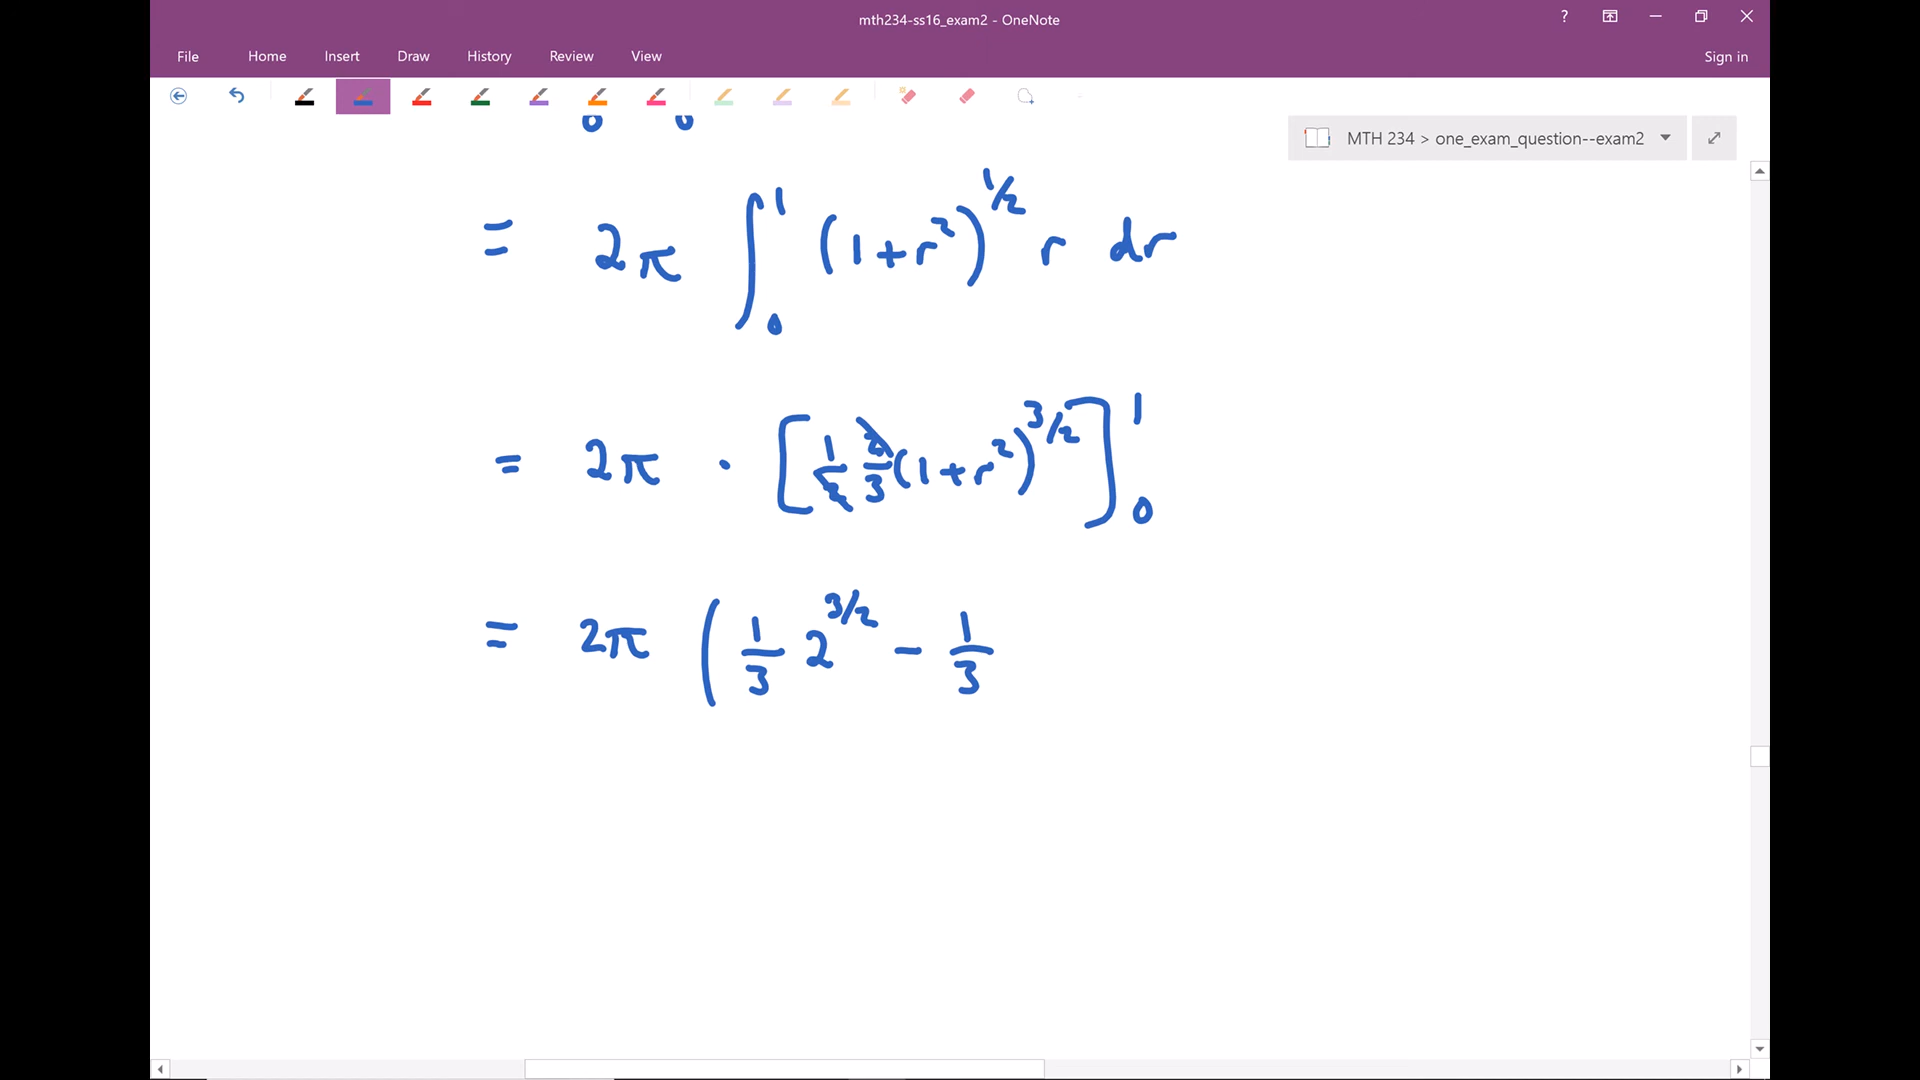 mth234-ss16_exam2 - OneNote
?
File Home Insert Draw History Review View Sign in
MTH 234 > one_exam_question--exam2
0 0
= 2π ∫₀¹ (1+r²)^{1/2} r dr
= 2π · [1/2 2/3 (1+r²)^{3/2}]₀¹
= 2π (1/3 2^{3/2} - 1/3